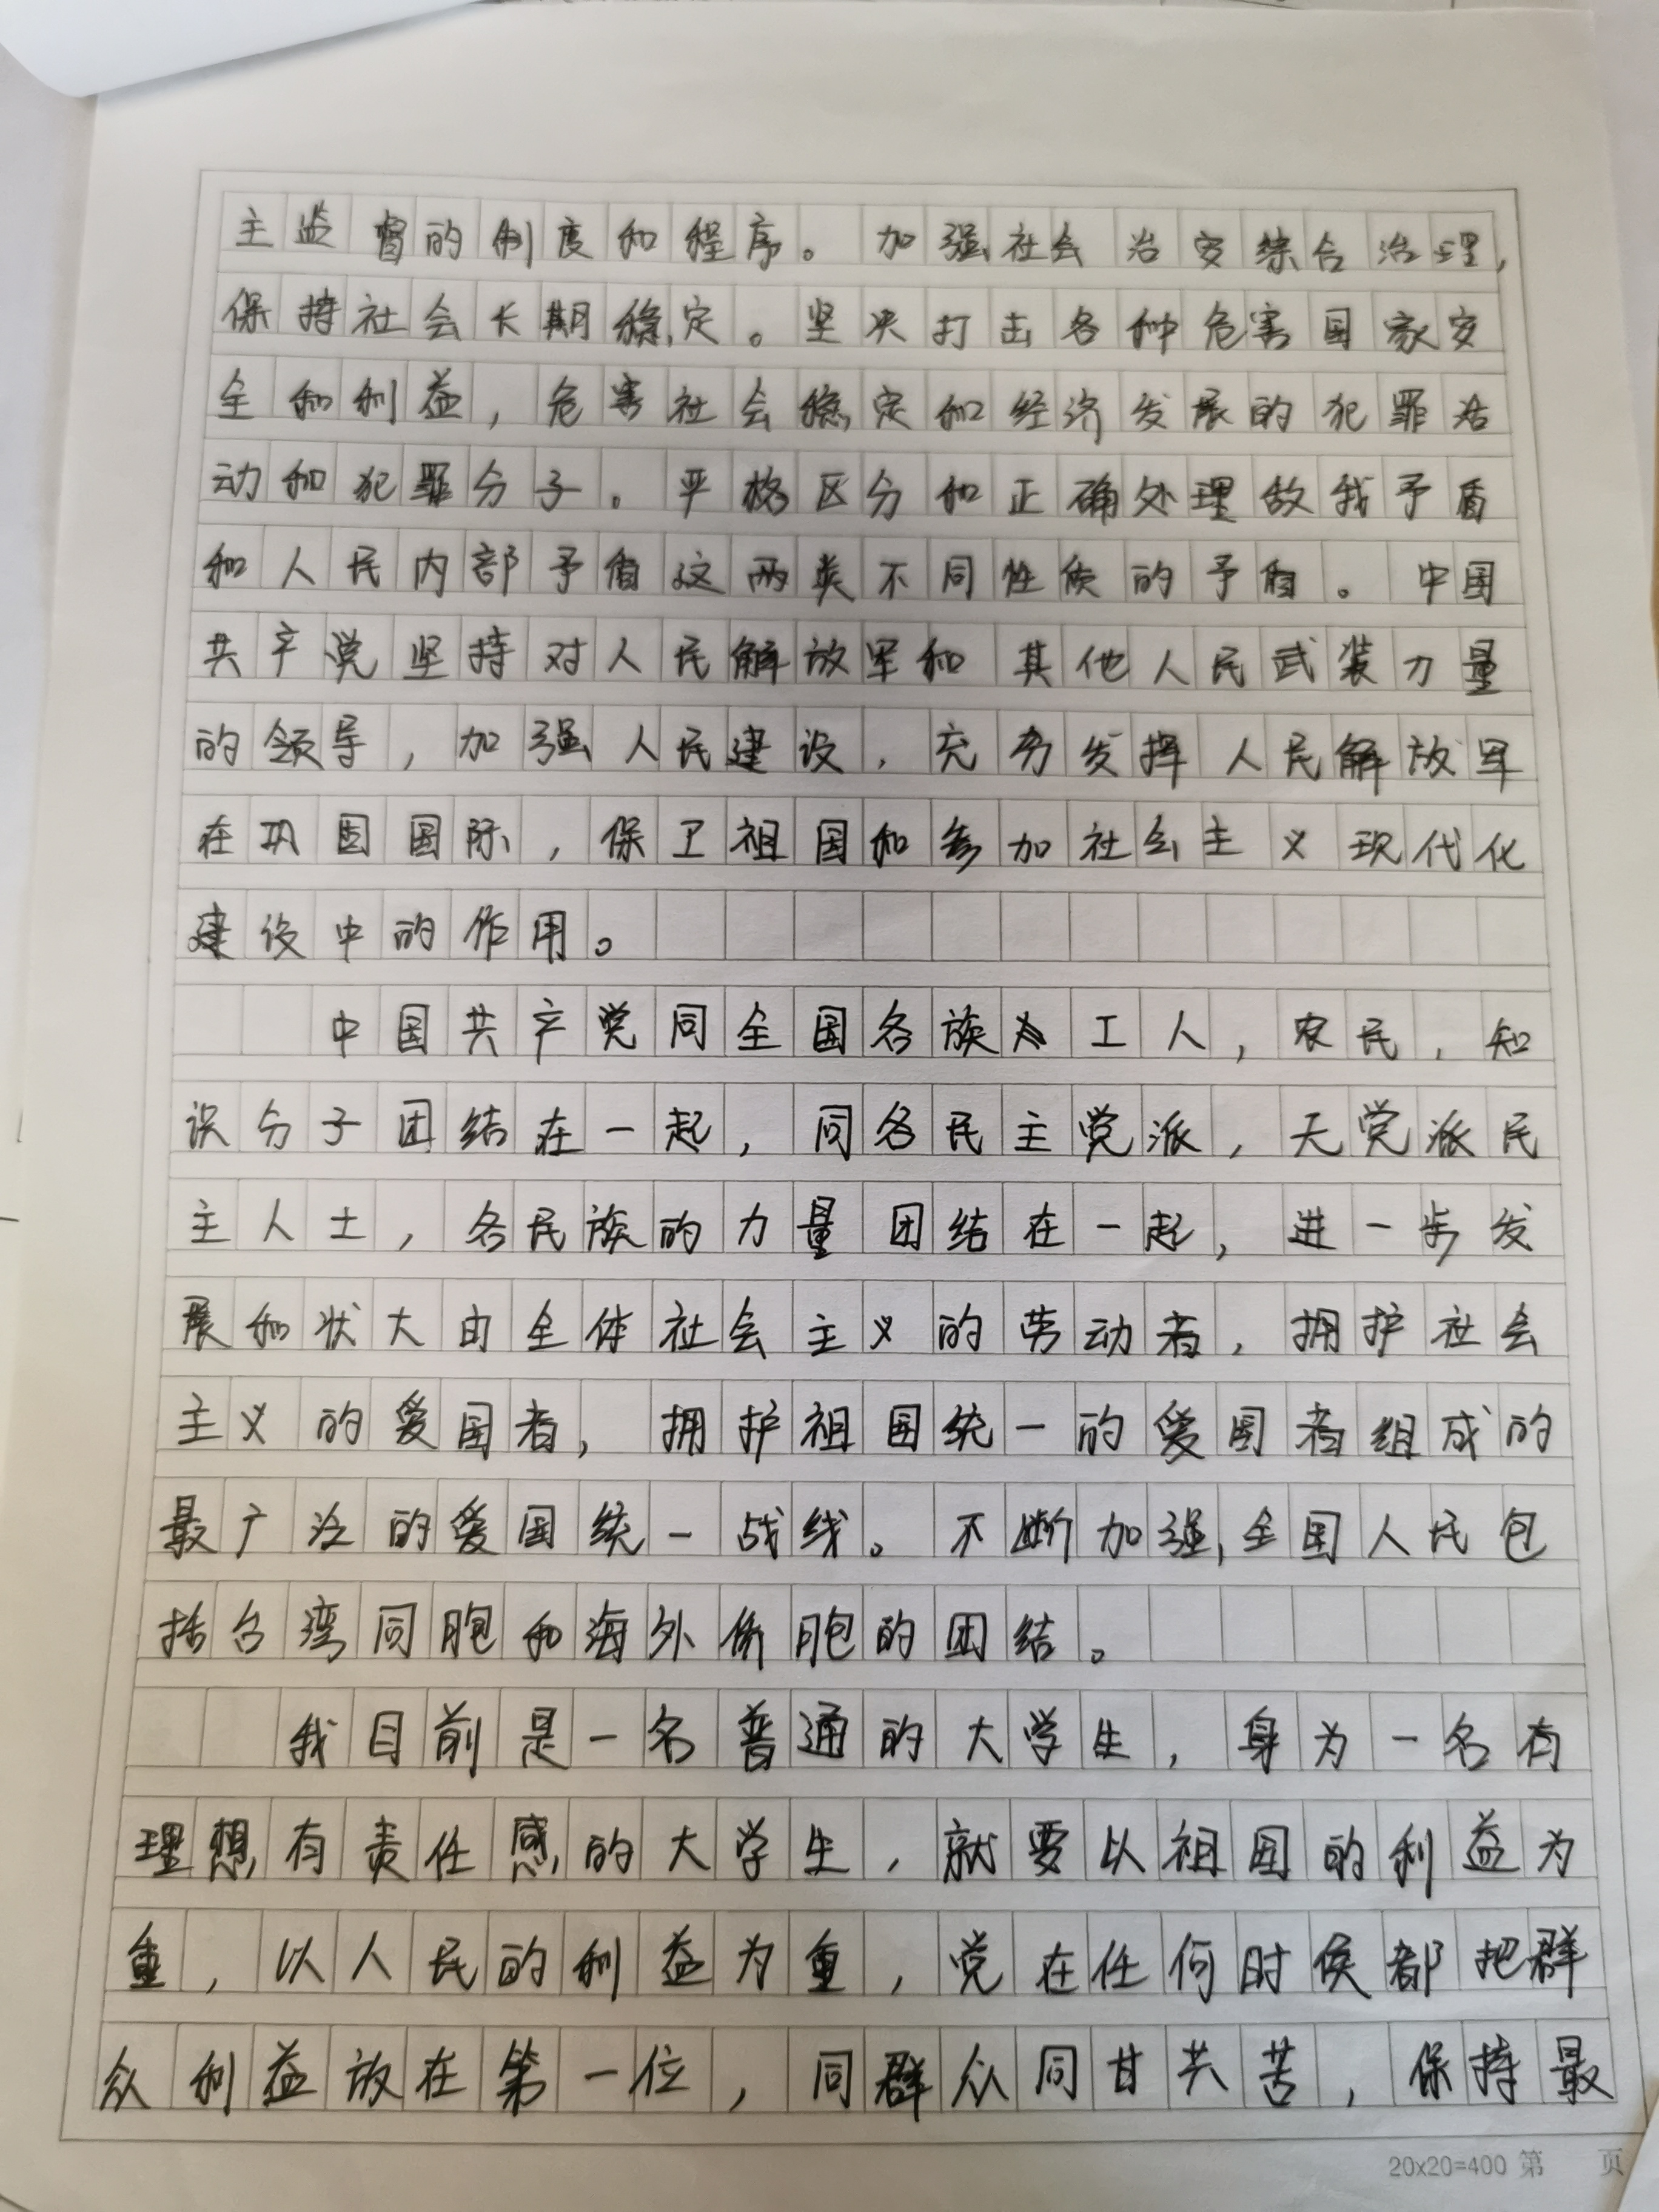 主监督的制度和程序。加强社会治安综合治理,
保持社会长期稳定。坚决打击各种危害国家安
全和利益,危害社会稳定和经济发展的犯罪活
动和犯罪分子。严格区分和正确处理敌我予盾
和人民内部予盾这两类不同性质的予盾。中国
共产党坚持对人民解放军和其他人民武装力量
的领导,加强人民建设,充分发挥人民解放军
在巩固国际,保卫祖国和参加社会主义现代化
建设中的作用。
中国共产党同全国各族工人,农民,知
识分子团结在一起,同各民主党派,无党派民
主人士,各民族的力量团结在一起,进一步发
展和状大由全体社会主义的劳动者,拥护社会
主义的爱国者,拥护祖国统一的爱国者组成的
最广泛的爱国统一战线。不断加强全国人民包
括台湾同胞和海外侨胞的团结。
我目前是一名普通的大学生,身为一名有
理想有责任感的大学生,就要以祖国的利益为
重,以人民的利益为重,党在任何时侯都把群
众利益放在第一位,同群众同甘共苦,保持最
20x20=400 第 页